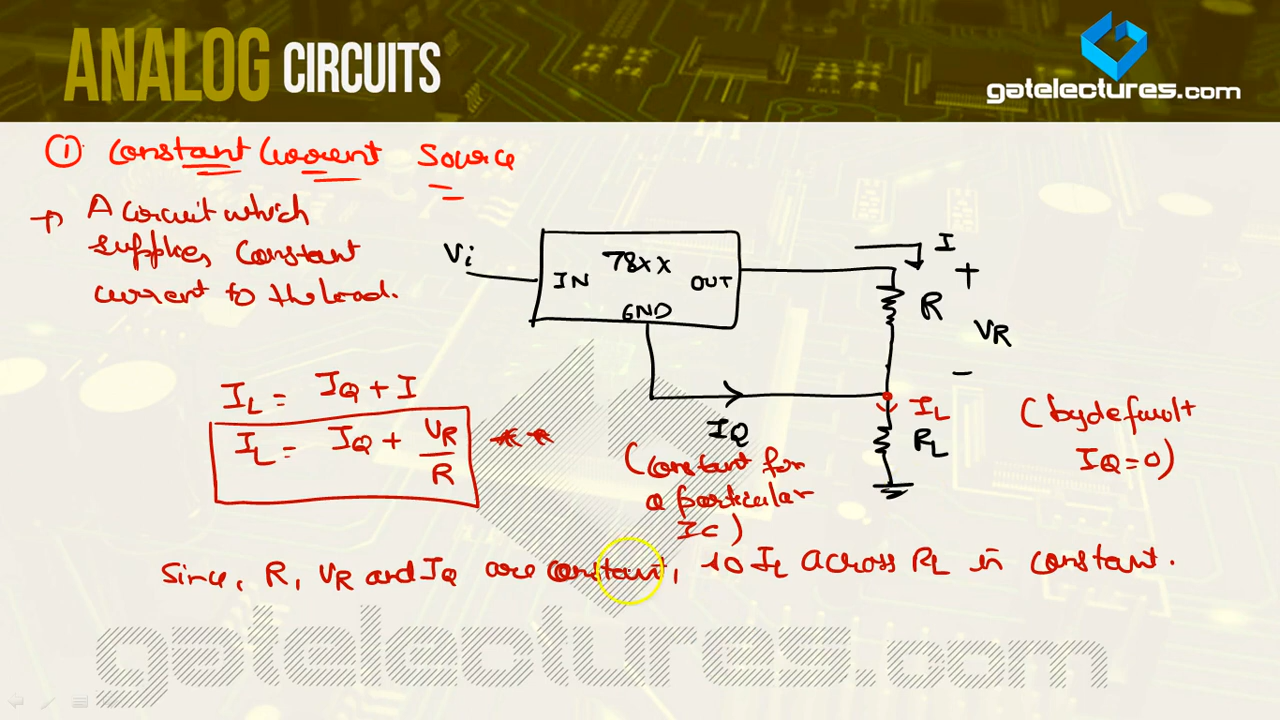 ANALOG CIRCUITS
gatelectures.com
① Constant Current Source
→ A circuit which
supplies constant
current to the load.
Vi
IN
78XX
OUT
GND
I
+
R
VR
-
IQ
(constant for
a particular
IC)
IL
RL
(by default
IQ=0)
IL = IQ + I
IL = IQ + VR/R **
Since, R, VR and IQ are constant, so IL across RL is constant.
gatelectures.com